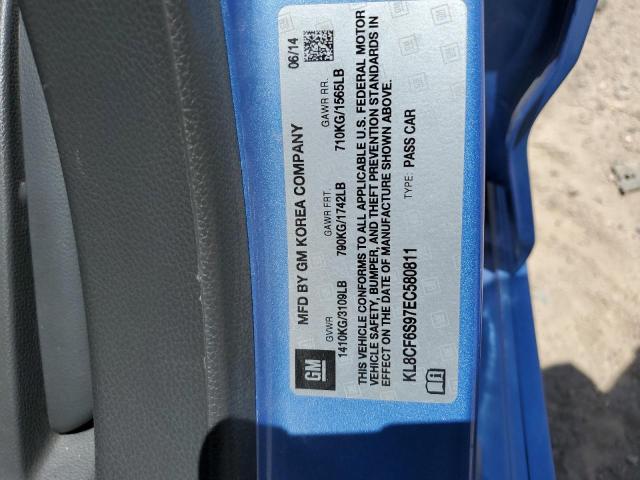 GM
MFD BY GM KOREA COMPANY
06/14
GVWR
GAWR FRT.
GAWR RR.
1410KG/3109LB
790KG/1742LB
710KG/1565LB
THIS VEHICLE CONFORMS TO ALL APPLICABLE U.S. FEDERAL MOTOR
VEHICLE SAFETY, BUMPER, AND THEFT PREVENTION STANDARDS IN
EFFECT ON THE DATE OF MANUFACTURE SHOWN ABOVE.
KL8CF6S97EC580811
TYPE: PASS CAR